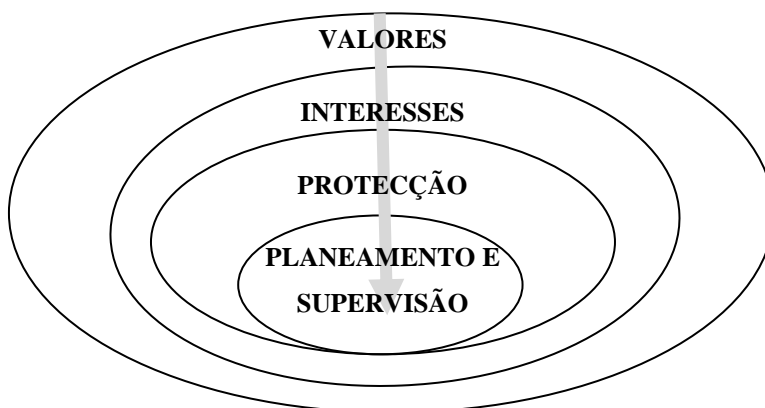 VALORES
INTERESSES
PROTECÇÃO
PLANEAMENTO E
SUPERVISÃO